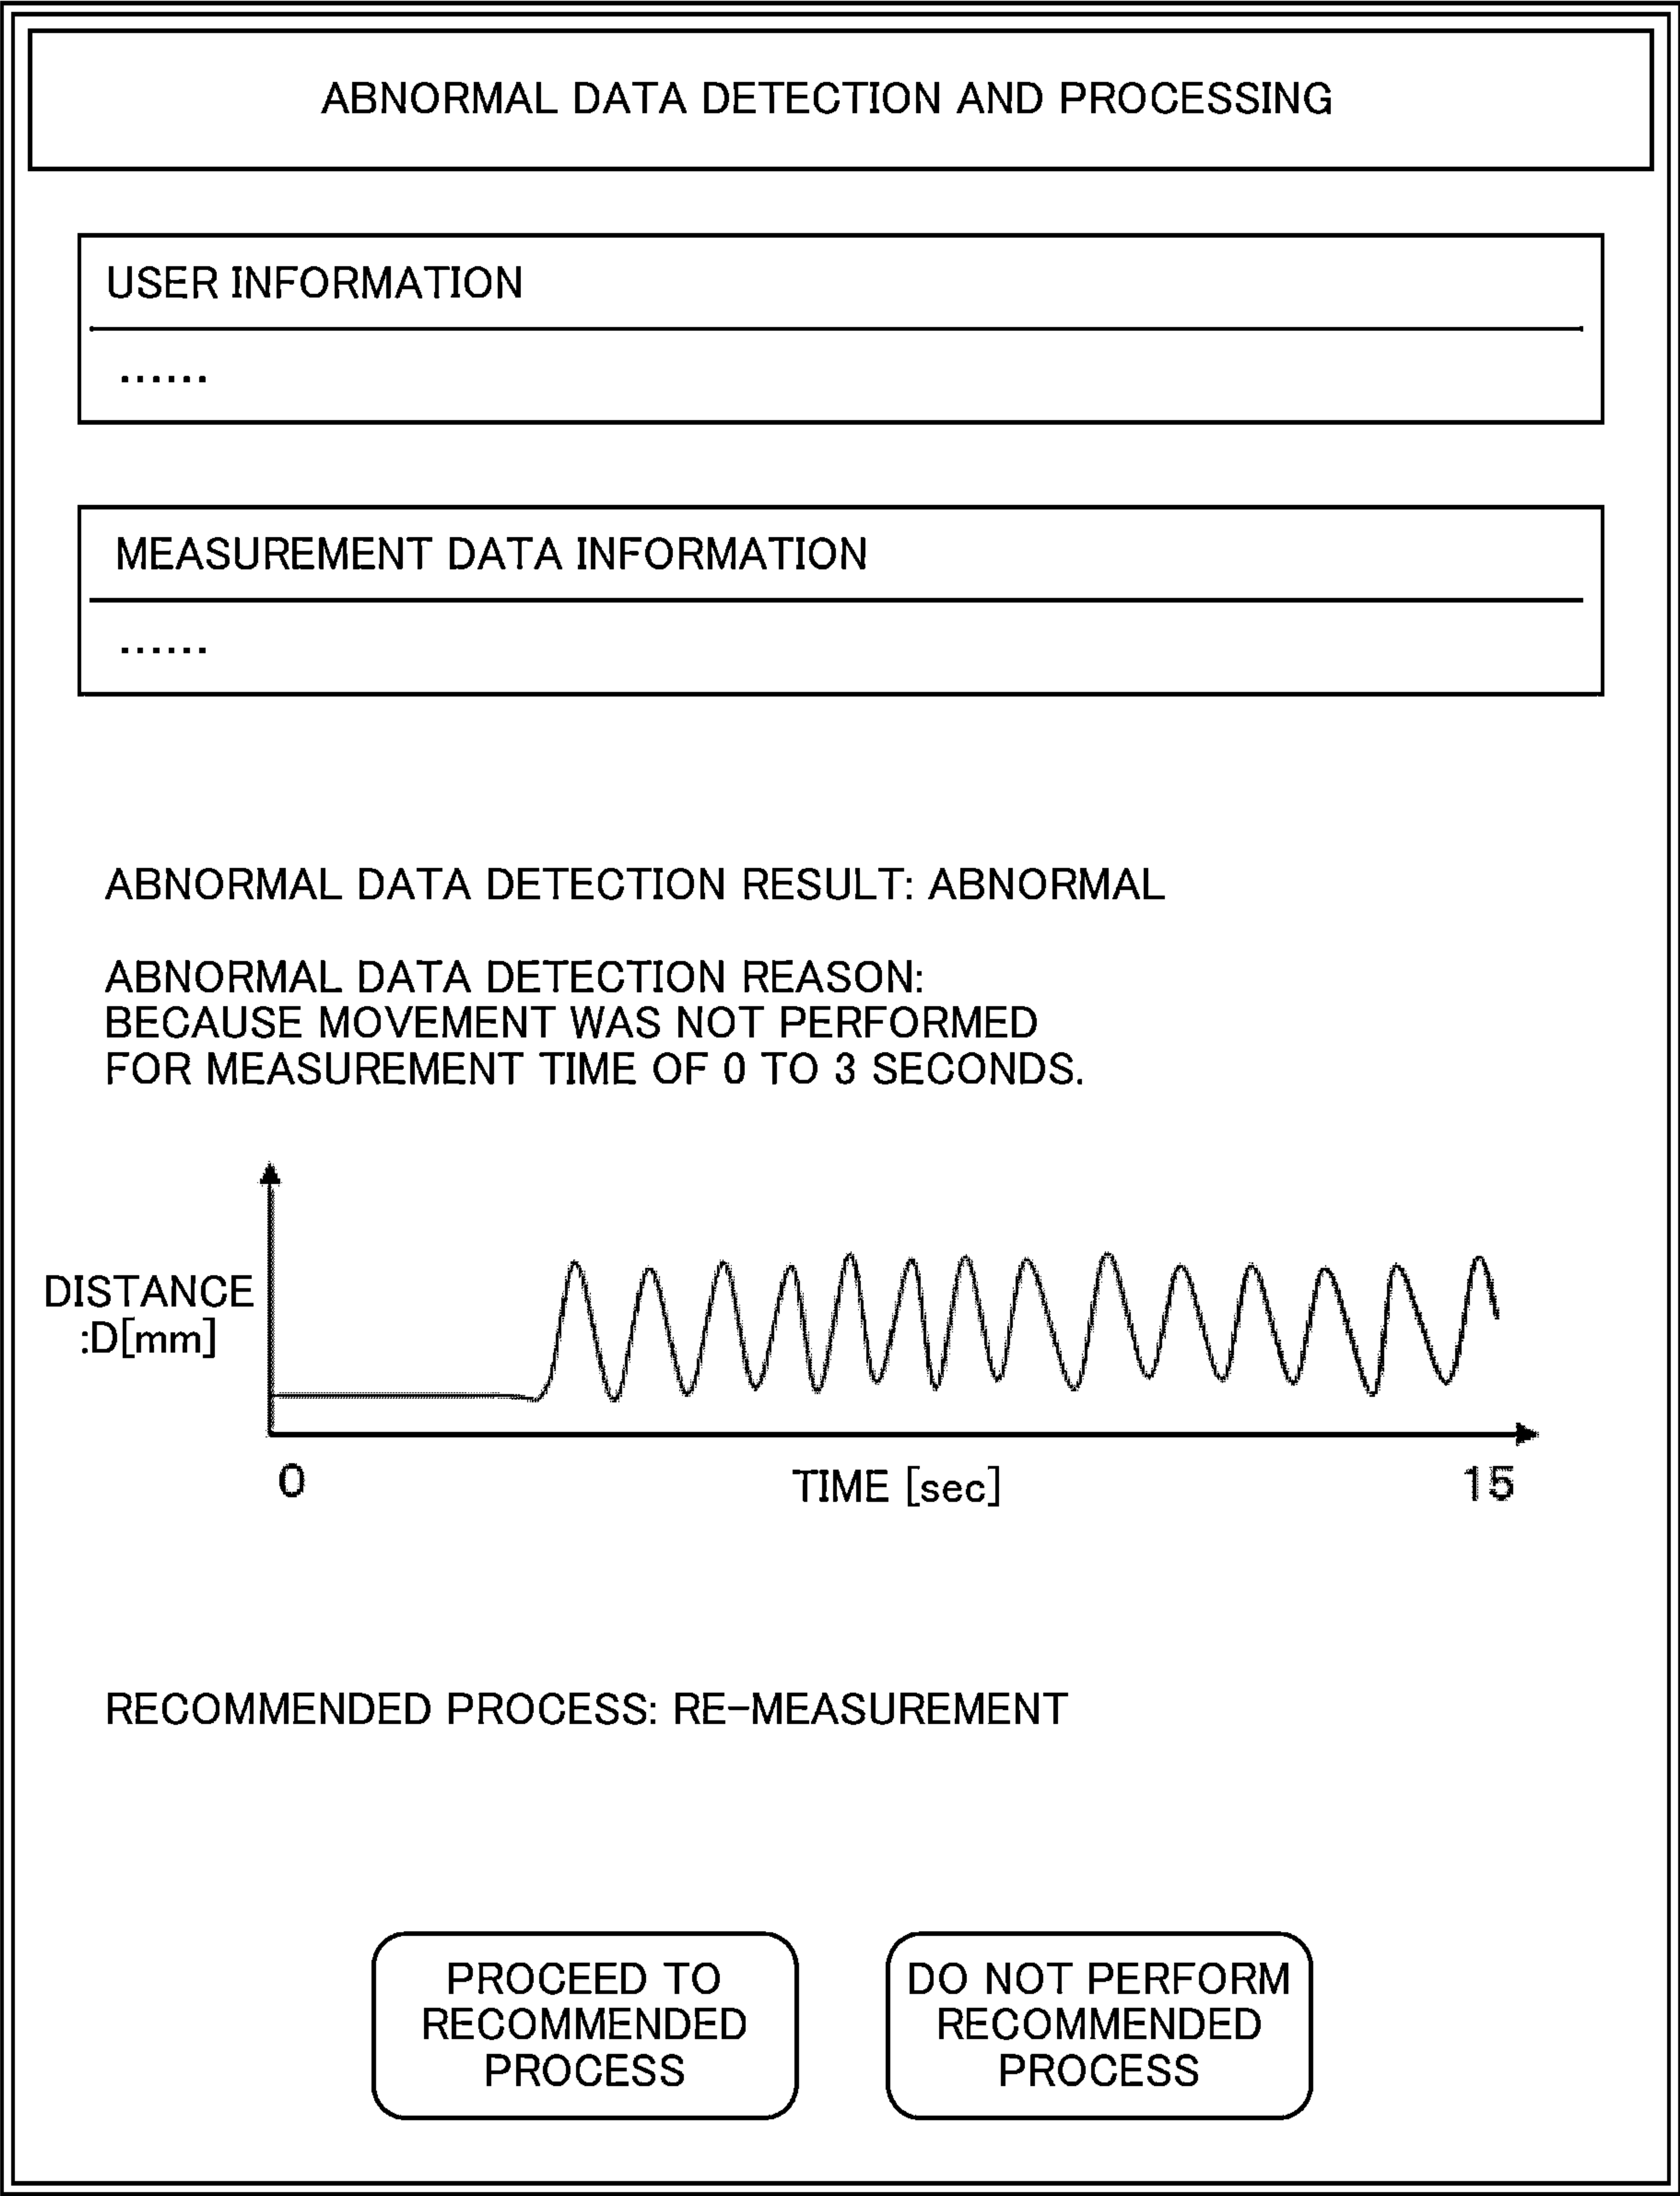 ABNORMAL DATA DETECTION AND PROCESSING
USER INFORMATION
......
MEASUREMENT DATA INFORMATION
......
ABNORMAL DATA DETECTION RESULT: ABNORMAL
ABNORMAL DATA DETECTION REASON:
BECAUSE MOVEMENT WAS NOT PERFORMED
FOR MEASUREMENT TIME OF 0 TO 3 SECONDS.
DISTANCE
:D[mm]
0
TIME [sec]
15
RECOMMENDED PROCESS: RE-MEASUREMENT
PROCEED TO
RECOMMENDED
PROCESS
DO NOT PERFORM
RECOMMENDED
PROCESS